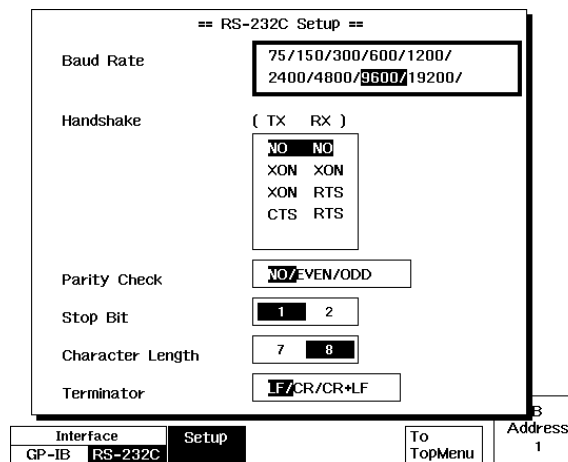 == RS-232C Setup ==
Baud Rate
75/150/300/600/1200/
2400/4800/9600/19200/
Handshake
( TX RX )
NO NO
XON XON
XON RTS
CTS RTS
Parity Check
NO/EVEN/ODD
Stop Bit
1 2
Character Length
7 8
Terminator
LF/CR/CR+LF
B
Address
1
Interface
GP-IB RS-232C
Setup
To
TopMenu